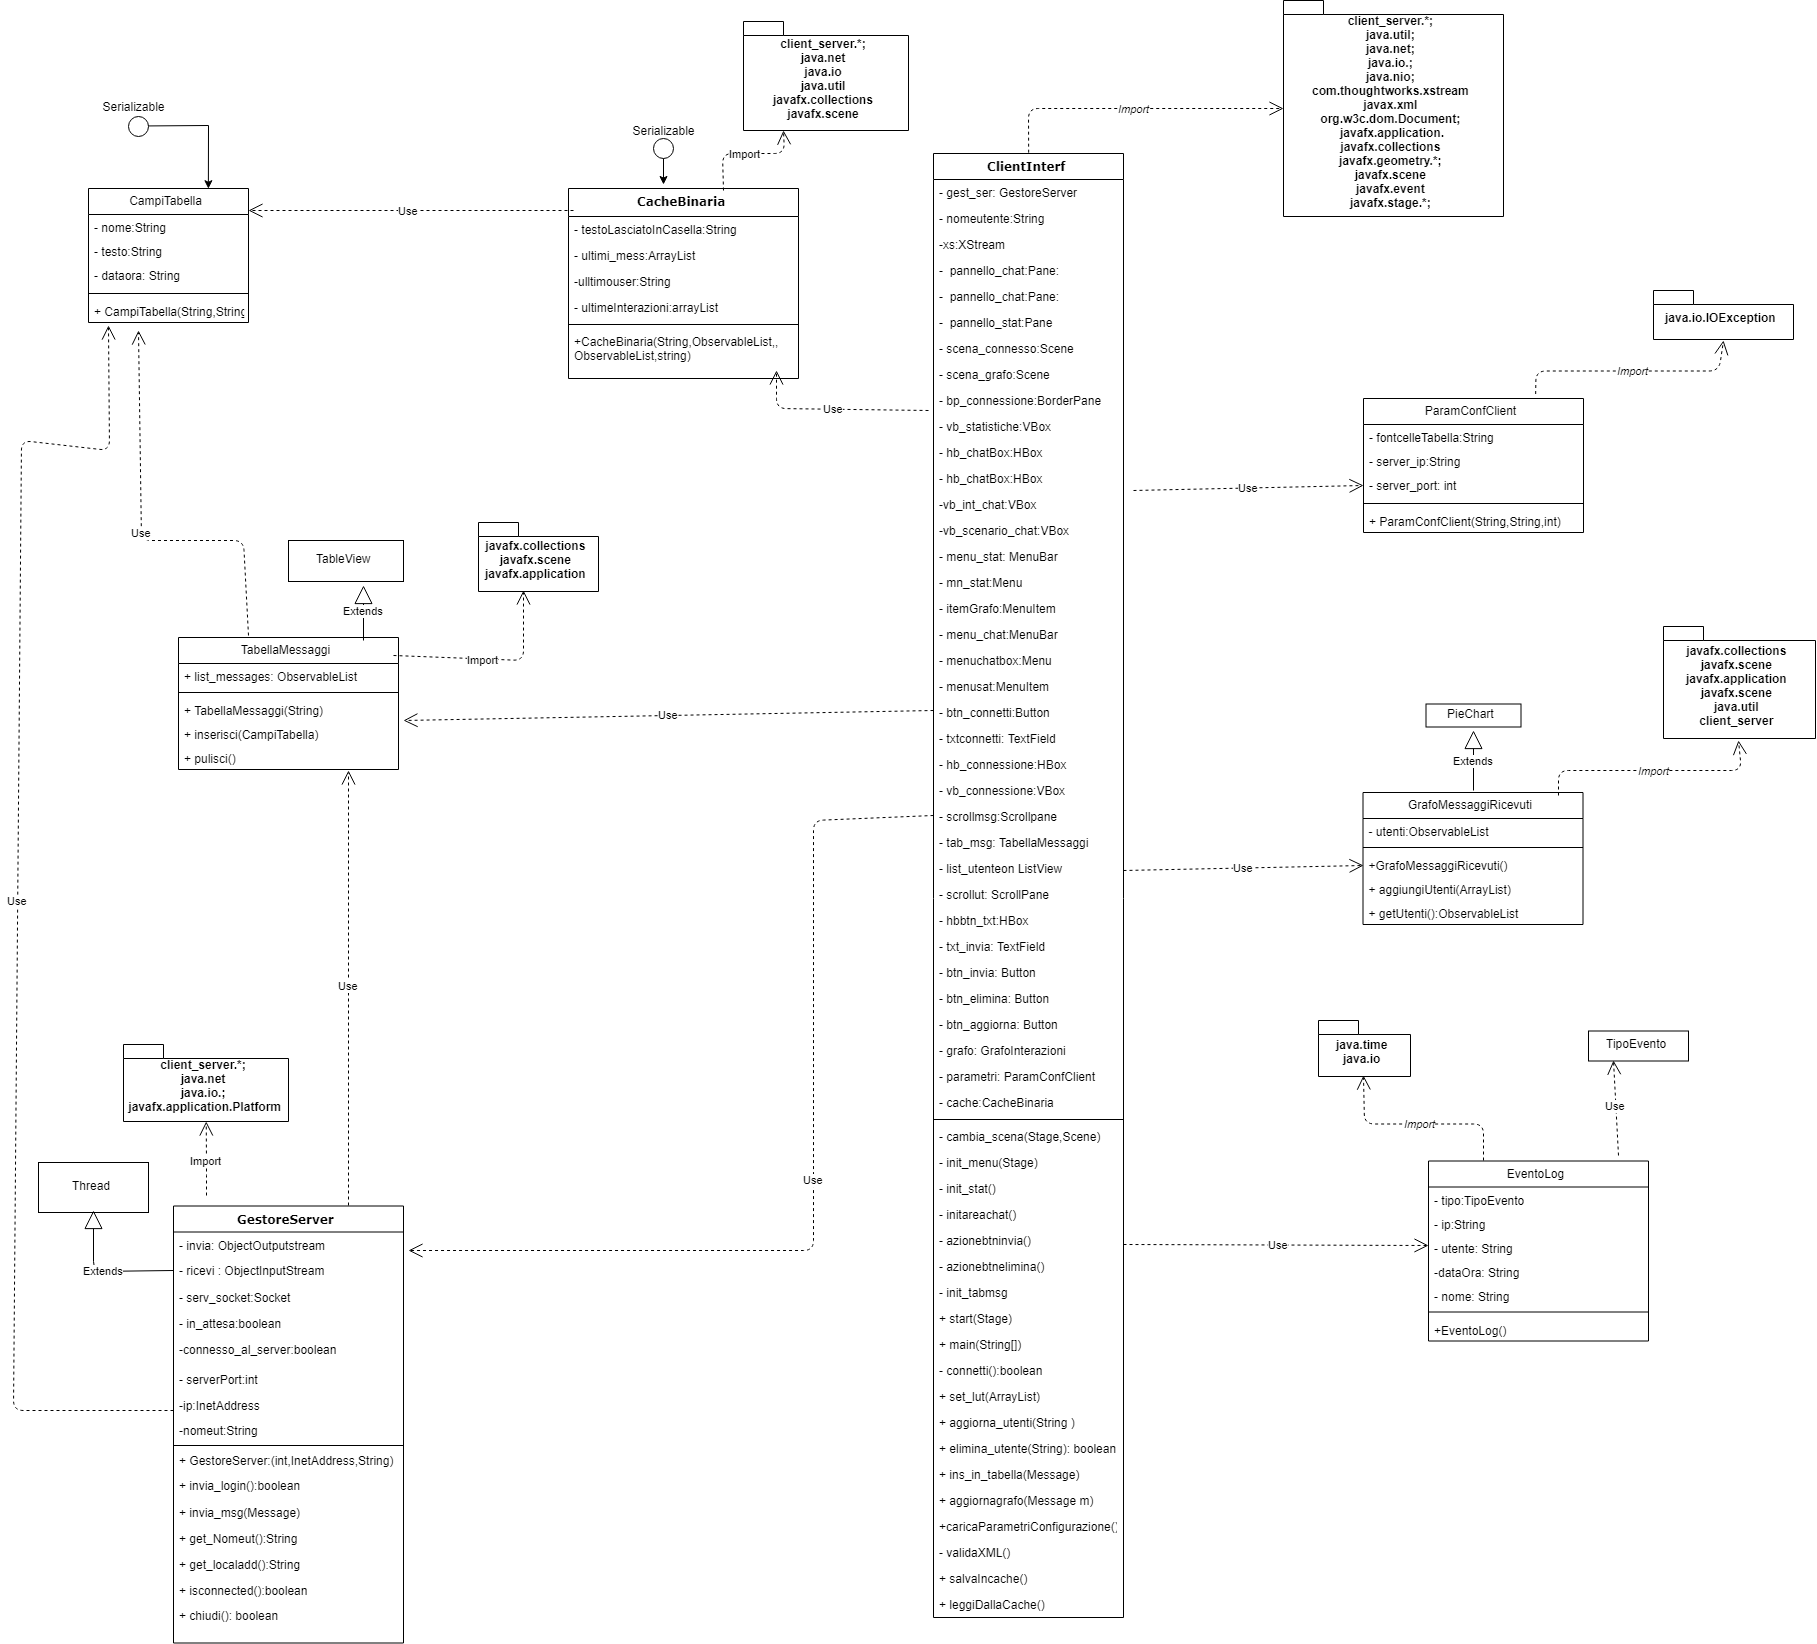 client_server.*;
java.util;
java.net;
java.io.;
java.nio;
com.thoughtworks.xstream
javax.xml
org.w3c.dom.Document;
javafx.application.
javafx.collections
javafx.geometry.*;
javafx.scene
javafx.event
javafx.stage.*;
Import
client_server.*;
java.net
java.io
java.util
javafx.collections
javafx.scene
Import
Serializable
Serializable
CampiTabella
- nome:String
- testo:String
- dataora: String
+ CampiTabella(String,String
Use
CacheBinaria
- testoLasciatoInCasella:String
- ultimi_mess:ArrayList
-ulltimouser:String
- ultimeInterazioni:arrayList
+CacheBinaria(String,ObservableList,,
ObservableList,string)
Use
ClientInterf
- gest_ser: GestoreServer
- nomeutente:String
-xs:XStream
- pannello_chat:Pane:
- pannello_chat:Pane:
- pannello_stat:Pane
- scena_connesso:Scene
- scena_grafo:Scene
- bp_connessione:BorderPane
- vb_statistiche:VBox
- hb_chatBox:HBox
- hb_chatBox:HBox
-vb_int_chat:VBox
-vb_scenario_chat:VBox
- menu_stat: MenuBar
- mn_stat:Menu
- itemGrafo:MenuItem
- menu_chat:MenuBar
- menuchatbox:Menu
- menusat:MenuItem
- btn_connetti:Button
- txtconnetti: TextField
- hb_connessione:HBox
- vb_connessione:VBox
- scrollmsg:Scrollpane
- tab_msg: TabellaMessaggi
- list_utenteon ListView
- scrollut: ScrollPane
- hbbtn_txt:HBox
- txt_invia: TextField
- btn_invia: Button
- btn_elimina: Button
- btn_aggiorna: Button
- grafo: GrafoInterazioni
- parametri: ParamConfClient
- cache:CacheBinaria
- cambia_scena(Stage,Scene)
- init_menu(Stage)
- init_stat()
- initareachat()
- azionebtninvia()
- azionebtnelimina()
- init_tabmsg
+ start(Stage)
+ main(String[])
- connetti():boolean
+ set_lut(ArrayList)
+ aggiorna_utenti(String )
+ elimina_utente(String): boolean
+ ins_in_tabella(Message)
+ aggiornagrafo(Message m)
+caricaParametriConfigurazione()
- validaXML()
+ salvaIncache()
+ leggiDallaCache()
java.io.IOException
Import
ParamConfClient
- fontcelleTabella:String
- server_ip:String
- server_port: int
+ ParamConfClient(String,String,int)
Use
Use
TableView
Extends
javafx.collections
javafx.scene
javafx.application
Import
TabellaMessaggi
+ list_messages: ObservableList
+ TabellaMessaggi(String)
+ inserisci(CampiTabella)
+ pulisci()
Use
javafx.collections
javafx.scene
javafx.application
javafx.scene
java.util
client_server
Import
PieChart
Extends
GrafoMessaggiRicevuti
- utenti:ObservableList
+GrafoMessaggiRicevuti()
+ aggiungiUtenti(ArrayList)
+ getUtenti():ObservableList
Use
Use
Use
Use
java.time
java.io
Import
TipoEvento
Use
EventoLog
- tipo:TipoEvento
- ip:String
- utente: String
-dataOra: String
- nome: String
+EventoLog()
Use
client_server.*;
java.net
java.io.;
javafx.application.Platform
Import
Thread
Extends
GestoreServer
- invia: ObjectOutputstream
- ricevi : ObjectInputStream
- serv_socket:Socket
- in_attesa:boolean
-connesso_al_server:boolean
- serverPort:int
-ip:InetAddress
-nomeut:String
+ GestoreServer:(int,InetAddress,String)
+ invia_login():boolean
+ invia_msg(Message)
+ get_Nomeut():String
+ get_localadd():String
+ isconnected():boolean
+ chiudi(): boolean